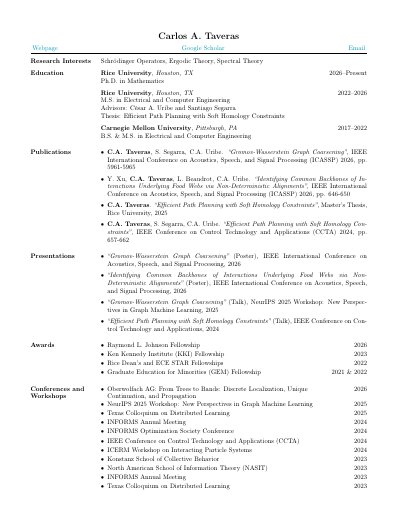 Carlos A. Taveras
Webpage Google Scholar Email
Research Interests Schrödinger Operators, Ergodic Theory, Spectral Theory
Education Rice University, Houston, TX 2026–Present
Ph.D. in Mathematics
Rice University, Houston, TX 2022–2026
M.S. in Electrical and Computer Engineering
Advisors: César A. Uribe and Santiago Segarra
Thesis: Efficient Path Planning with Soft Homology Constraints
Carnegie Mellon University, Pittsburgh, PA 2017–2022
B.S. & M.S. in Electrical and Computer Engineering
Publications • C.A. Taveras, S. Segarra, C.A. Uribe. "Gromov-Wasserstein Graph Coarsening", IEEE
International Conference on Acoustics, Speech, and Signal Processing (ICASSP) 2026, pp.
5961-5965
• Y. Xu, C.A. Taveras, L. Beaudrot, C.A. Uribe. "Identifying Common Backbones of In-
teractions Underlying Food Webs via Non-Deterministic Alignments", IEEE International
Conference on Acoustics, Speech, and Signal Processing (ICASSP) 2026, pp. 646-650
• C.A. Taveras. "Efficient Path Planning with Soft Homology Constraints", Master's Thesis,
Rice University, 2025
• C.A. Taveras, S. Segarra, C.A. Uribe. "Efficient Path Planning with Soft Homology Con-
straints", IEEE Conference on Control Technology and Applications (CCTA) 2024, pp.
657-662
Presentations • "Gromov-Wasserstein Graph Coarsening" (Poster), IEEE International Conference on
Acoustics, Speech, and Signal Processing, 2026
• "Identifying Common Backbones of Interactions Underlying Food Webs via Non-
Deterministic Alignments" (Poster), IEEE International Conference on Acoustics, Speech,
and Signal Processing, 2026
• "Gromov-Wasserstein Graph Coarsening" (Talk), NeurIPS 2025 Workshop: New Perspec-
tives in Graph Machine Learning, 2025
• "Efficient Path Planning with Soft Homology Constraints" (Talk), IEEE Conference on Con-
trol Technology and Applications, 2024
Awards • Raymond L. Johnson Fellowship 2026
• Ken Kennedy Institute (KKI) Fellowship 2023
• Rice Dean's and ECE STAR Fellowships 2022
• Graduate Education for Minorities (GEM) Fellowship 2021 & 2022
Conferences and • Oberwolfach AG: From Trees to Bands: Discrete Localization, Unique 2026
Workshops Continuation, and Propagation
• NeurIPS 2025 Workshop: New Perspectives in Graph Machine Learning 2025
• Texas Colloquium on Distributed Learning 2025
• INFORMS Annual Meeting 2024
• INFORMS Optimization Society Conference 2024
• IEEE Conference on Control Technology and Applications (CCTA) 2024
• ICERM Workshop on Interacting Particle Systems 2024
• Konstanz School of Collective Behavior 2023
• North American School of Information Theory (NASIT) 2023
• INFORMS Annual Meeting 2023
• Texas Colloquium on Distributed Learning 2023